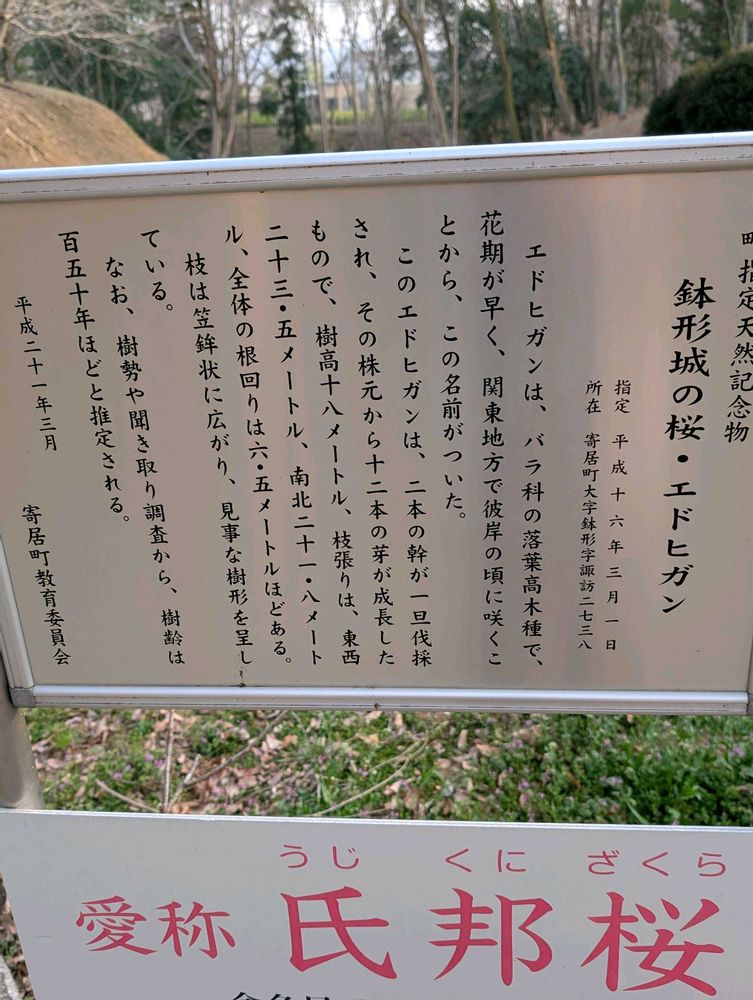 町指定天然記念物
鉢形城の桜・エドヒガン
指定　平成十六年三月一日
所在　寄居町大字鉢形字諏訪二七三八
エドヒガンは、バラ科の落葉高木種で、
花期が早く、関東地方で彼岸の頃に咲くこ
とから、この名前がついた。
このエドヒガンは、二本の幹が一旦伐採
され、その株元から十二本の芽が成長した
もので、樹高十八メートル、枝張りは、東西
二十三・五メートル、南北二十一・八メート
ル、全体の根回りは六・五メートルほどある。
枝は笠鉾状に広がり、見事な樹形を呈し
ている。
なお、樹勢や聞き取り調査から、樹齢は
百五十年ほどと推定される。
平成二十一年三月
寄居町教育委員会
うじ くに ざくら
愛称 氏邦桜